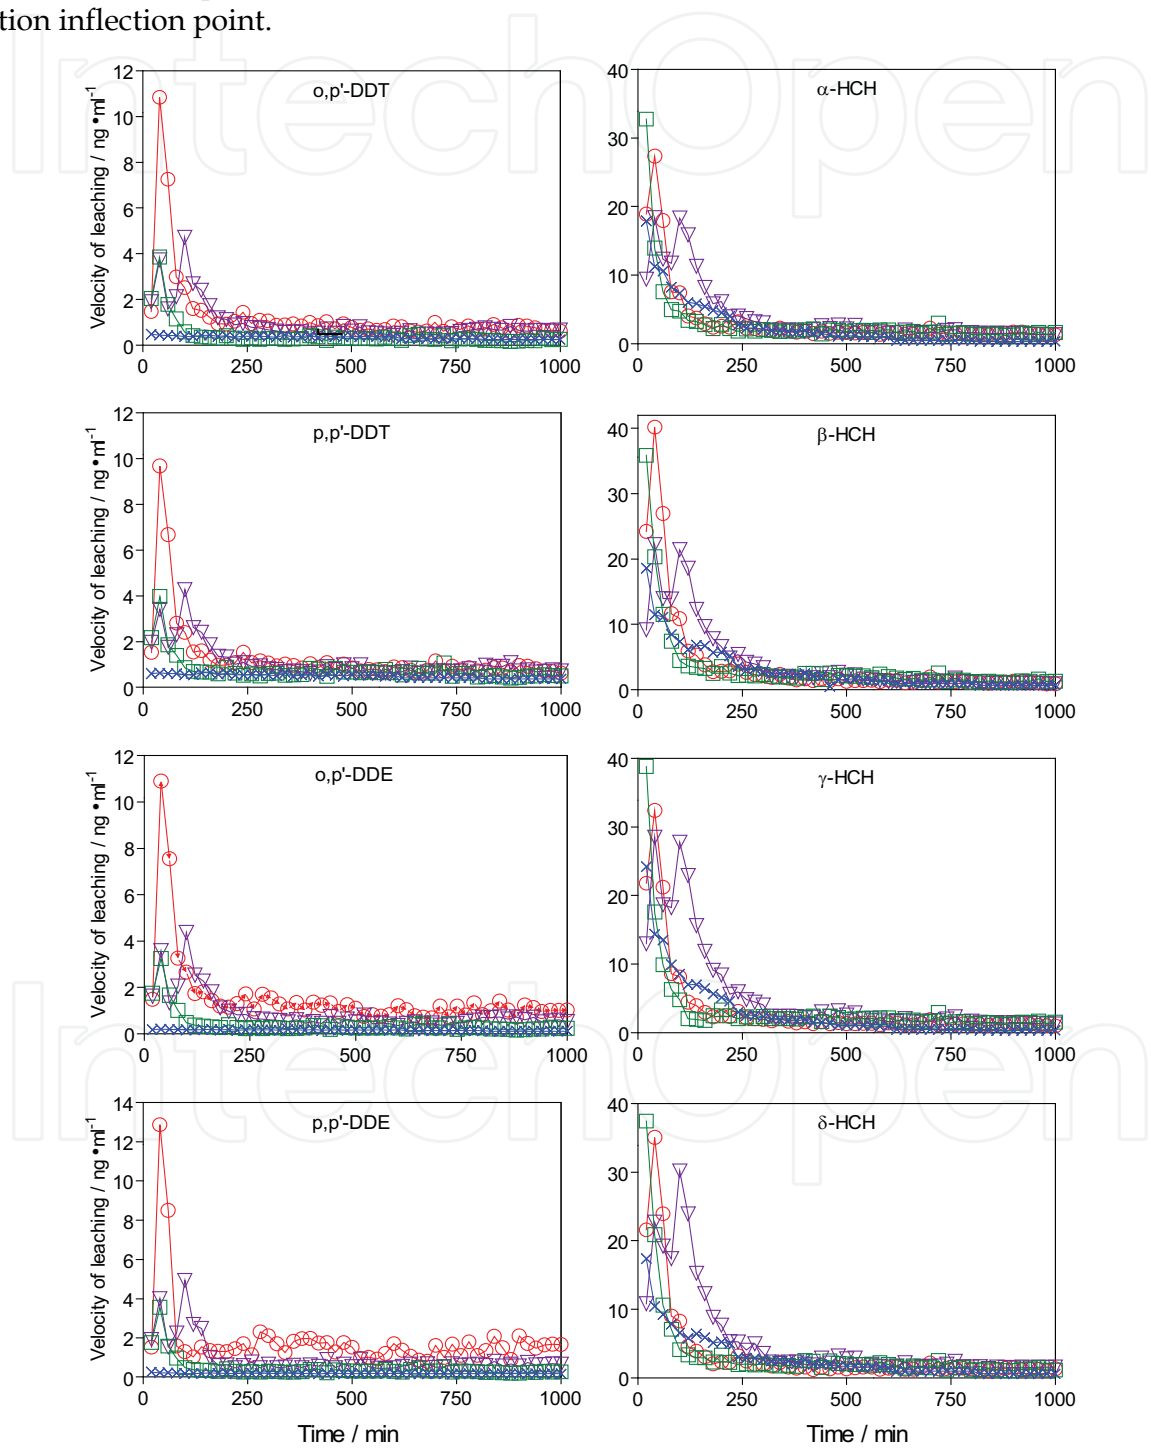 tion inflection point.
IntechOpen
o,p'-DDT
Velocity of leaching / ng•ml-1
12
10
8
6
4
2
0
0 250 500 750 1000
α-HCH
40
30
20
10
0
0 250 500 750 1000
p,p'-DDT
Velocity of leaching / ng•ml-1
12
10
8
6
4
2
0
0 250 500 750 1000
β-HCH
40
30
20
10
0
0 250 500 750 1000
o,p'-DDE
Velocity of leaching / ng•ml-1
12
10
8
6
4
2
0
0 250 500 750 1000
γ-HCH
40
30
20
10
0
0 250 500 750 1000
IntechOpen
p,p'-DDE
Velocity of leaching / ng•ml-1
14
12
10
8
6
4
2
0
0 250 500 750 1000
Time / min
δ-HCH
40
30
20
10
0
0 250 500 750 1000
Time / min